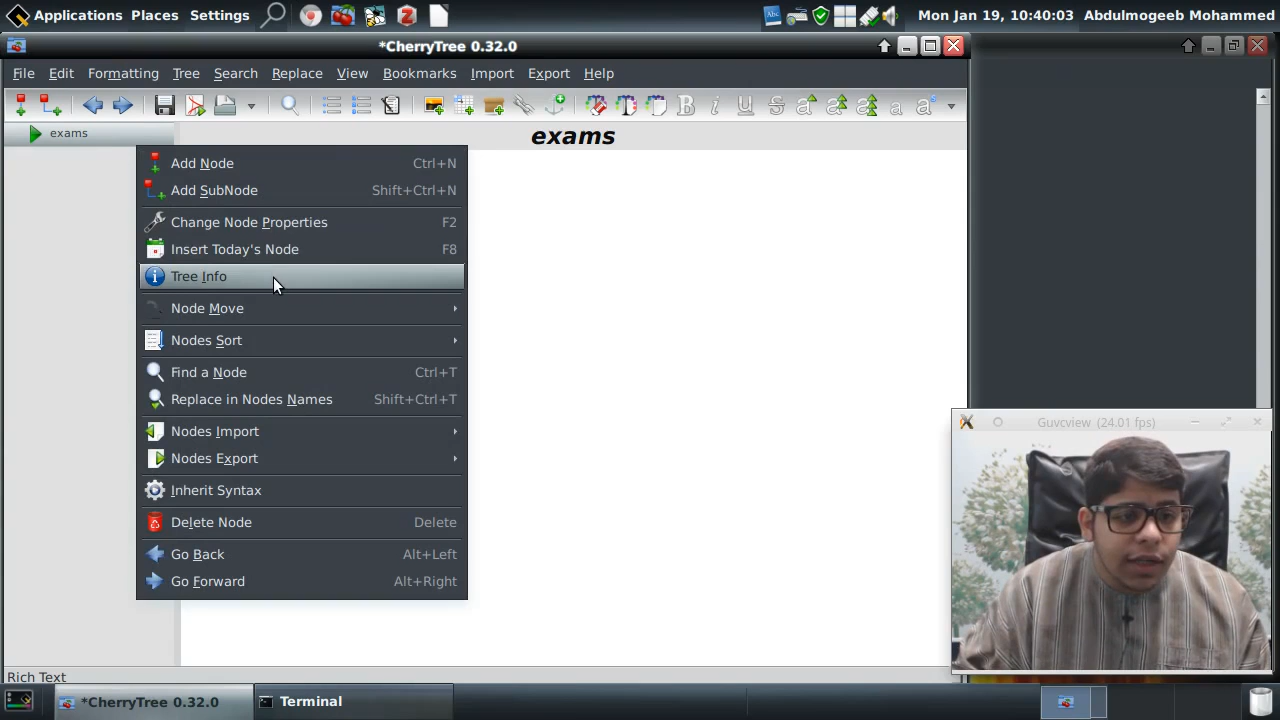 Applications Places Settings Mon Jan 19, 10:40:03 Abdulmogeeb Mohammed
*CherryTree 0.32.0
File Edit Formatting Tree Search Replace View Bookmarks Import Export Help
exams
exams
Add Node Ctrl+N
Add SubNode Shift+Ctrl+N
Change Node Properties F2
Insert Today's Node F8
Tree Info
Node Move
Nodes Sort
Find a Node Ctrl+T
Replace in Nodes Names Shift+Ctrl+T
Nodes Import
Nodes Export
Inherit Syntax
Delete Node Delete
Go Back Alt+Left
Go Forward Alt+Right
Guvcview (24.01 fps)
Rich Text
*CherryTree 0.32.0 Terminal